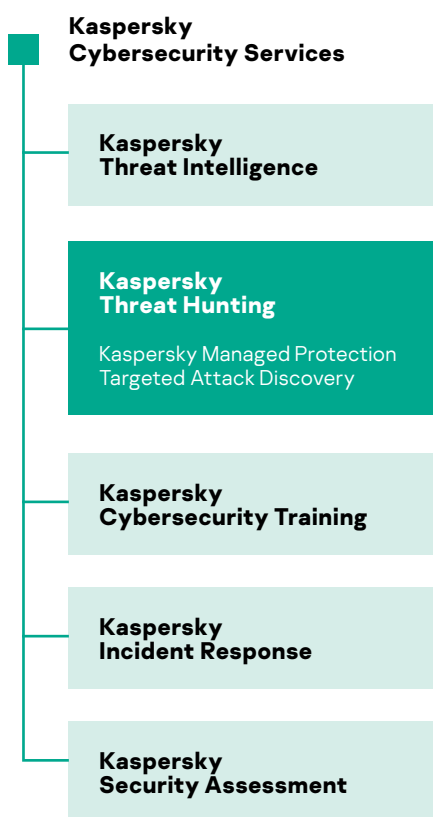 Kaspersky
Cybersecurity Services
Kaspersky
Threat Intelligence
Kaspersky
Threat Hunting
Kaspersky Managed Protection
Targeted Attack Discovery
Kaspersky
Cybersecurity Training
Kaspersky
Incident Response
Kaspersky
Security Assessment